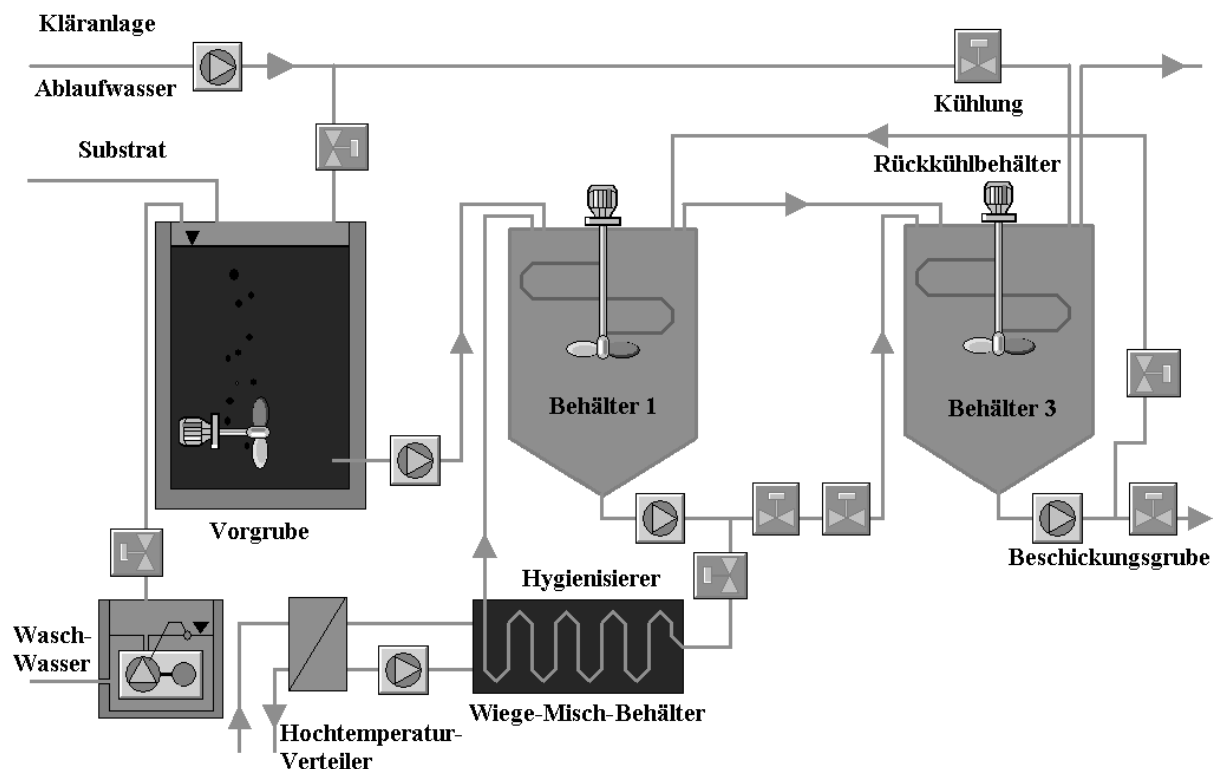 Kläranlage
Ablaufwasser
Kühlung
Substrat
Rückkühlbehälter
Behälter 1
Behälter 3
Vorgrube
Beschickungsgrube
Hygienisierer
Wasch-
Wasser
Wiege-Misch-Behälter
Hochtemperatur-
Verteiler